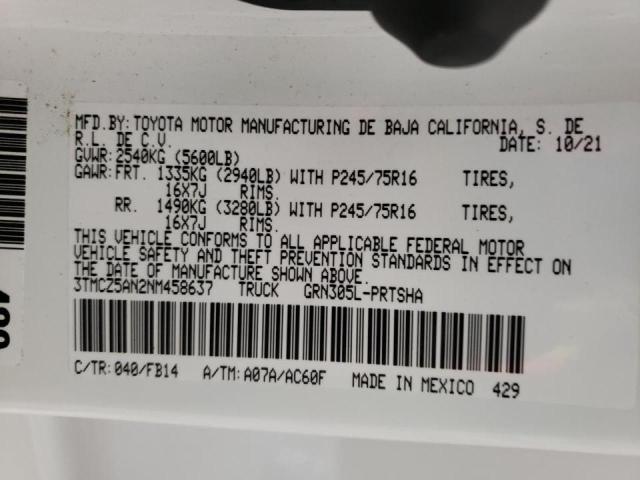 MFD.BY:TOYOTA MOTOR MANUFACTURING DE BAJA CALIFORNIA, S. DE
R.L. DE C.V. DATE: 10/21
GVWR:2540KG (5600LB)
GAWR:FRT. 1335KG (2940LB) WITH P245/75R16 TIRES,
16X7J RIMS.
RR. 1490KG (3280LB) WITH P245/75R16 TIRES,
16X7J RIMS.
THIS VEHICLE CONFORMS TO ALL APPLICABLE FEDERAL MOTOR
VEHICLE SAFETY AND THEFT PREVENTION STANDARDS IN EFFECT ON
THE DATE OF MANUFACTURE SHOWN ABOVE.
3TMCZ5AN2NM458637 TRUCK GRN305L-PRTSHA
C/TR:040/FB14 A/TM:A07A/AC60F MADE IN MEXICO 429